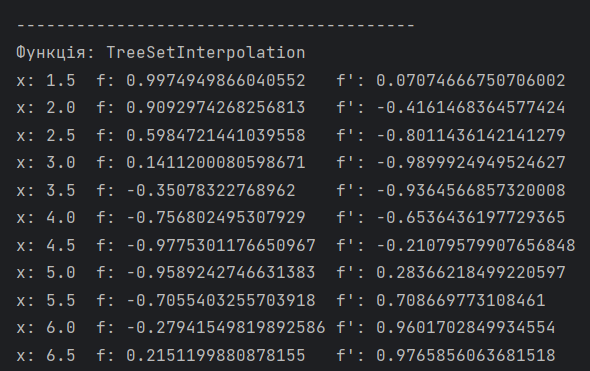 ----------------------------------------
Функція: TreeSetInterpolation
x: 1.5  f: 0.9974949866040552   f': 0.07074666750706002
x: 2.0  f: 0.9092974268256813   f': -0.4161468364577424
x: 2.5  f: 0.5984721441039558   f': -0.8011436142141279
x: 3.0  f: 0.1411200080598671   f': -0.9899924949524627
x: 3.5  f: -0.35078322768962    f': -0.9364566857320008
x: 4.0  f: -0.756802495307929   f': -0.6536436197729365
x: 4.5  f: -0.9775301176650967  f': -0.21079579907656848
x: 5.0  f: -0.9589242746631383  f': 0.28366218499220597
x: 5.5  f: -0.7055403255703918  f': 0.708669773108461
x: 6.0  f: -0.27941549819892586 f': 0.9601702849934554
x: 6.5  f: 0.2151199880878155   f': 0.9765856063681518